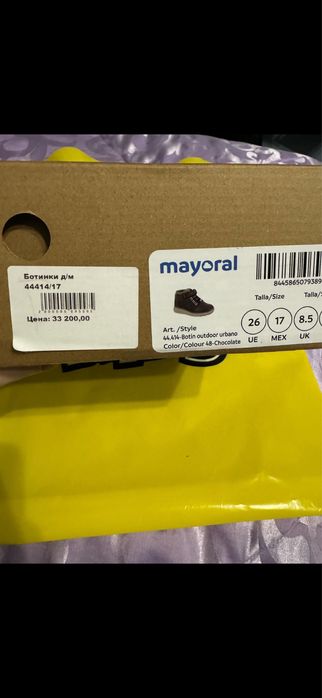 Ботинки д/м
44414/17
Цена: 33 200,00
mayoral
8445865079389
Talla/Size
Talla/
Art. /Style
44.414-Botin outdoor urbano
Color/Colour 48-Chocolate
26
17
8.5
UE
MEX
UK